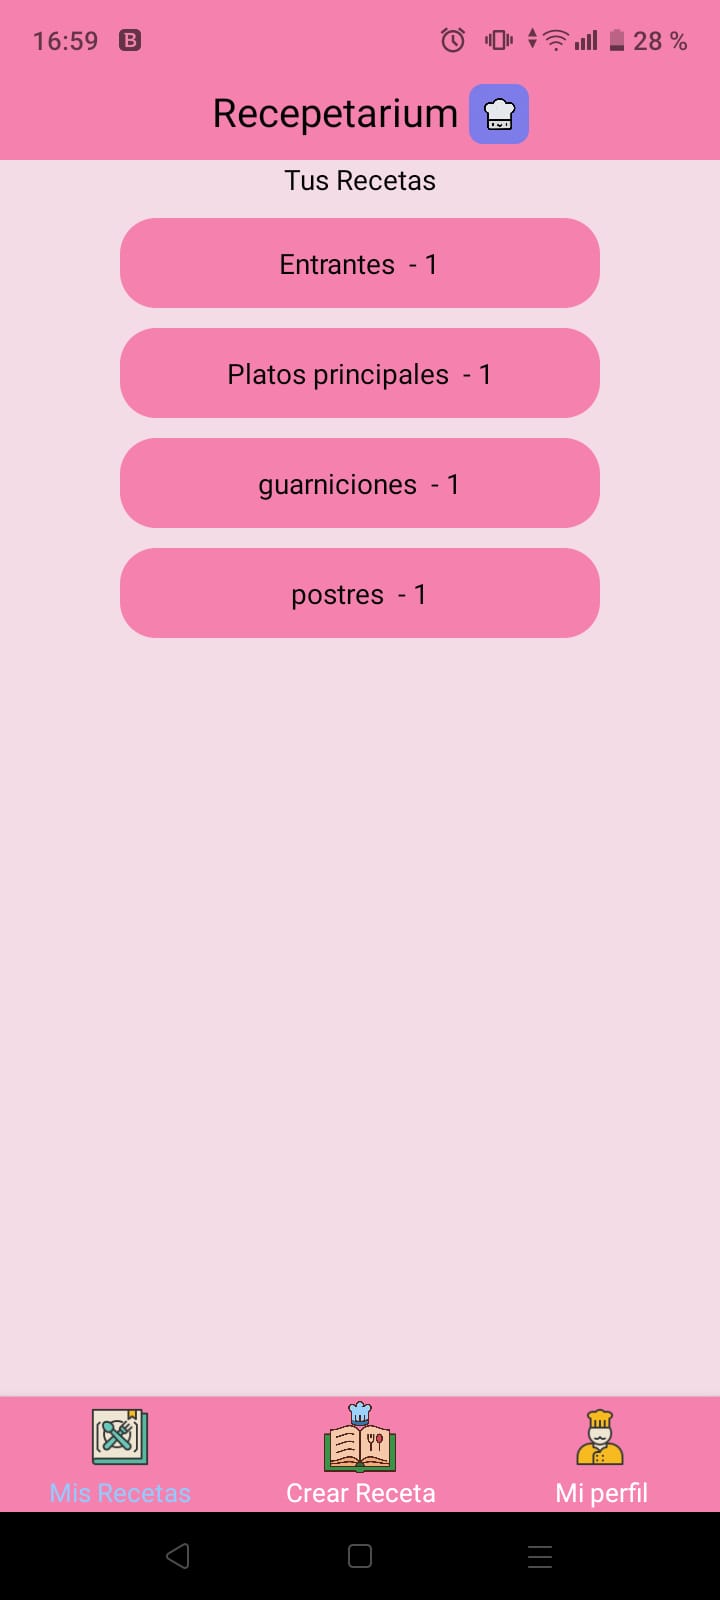 16:59 B 28 %
Recepetarium
Tus Recetas
Entrantes - 1
Platos principales - 1
guarniciones - 1
postres - 1
Mis Recetas Crear Receta Mi perfil